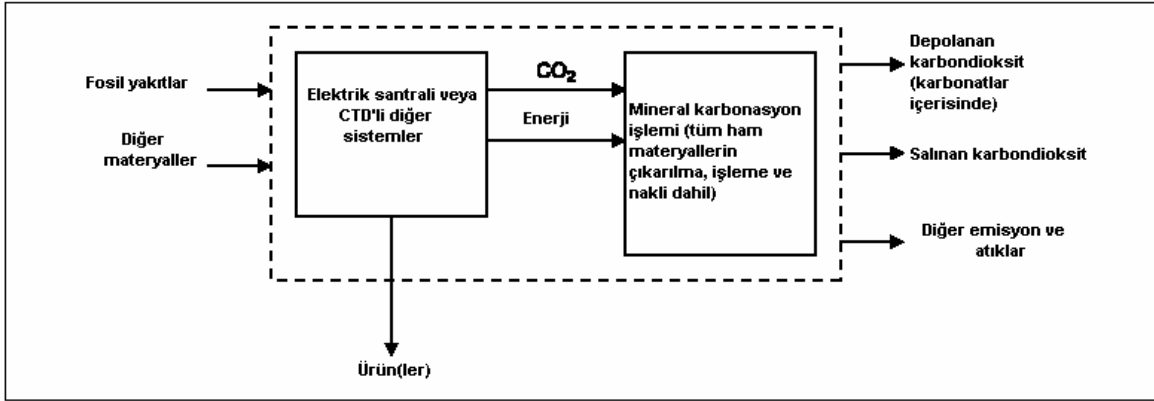 Fosil yakıtlar
Diğer
materyaller
Elektrik santrali veya
CTD'li diğer
sistemler
CO₂
Enerji
Mineral karbonasyon
işlemi (tüm ham
materyallerin
çıkarılma, işleme ve
nakli dahil)
Depolanan
karbondioksit
(karbonatlar
içerisinde)
Salınan karbondioksit
Diğer emisyon ve
atıklar
Ürün(ler)